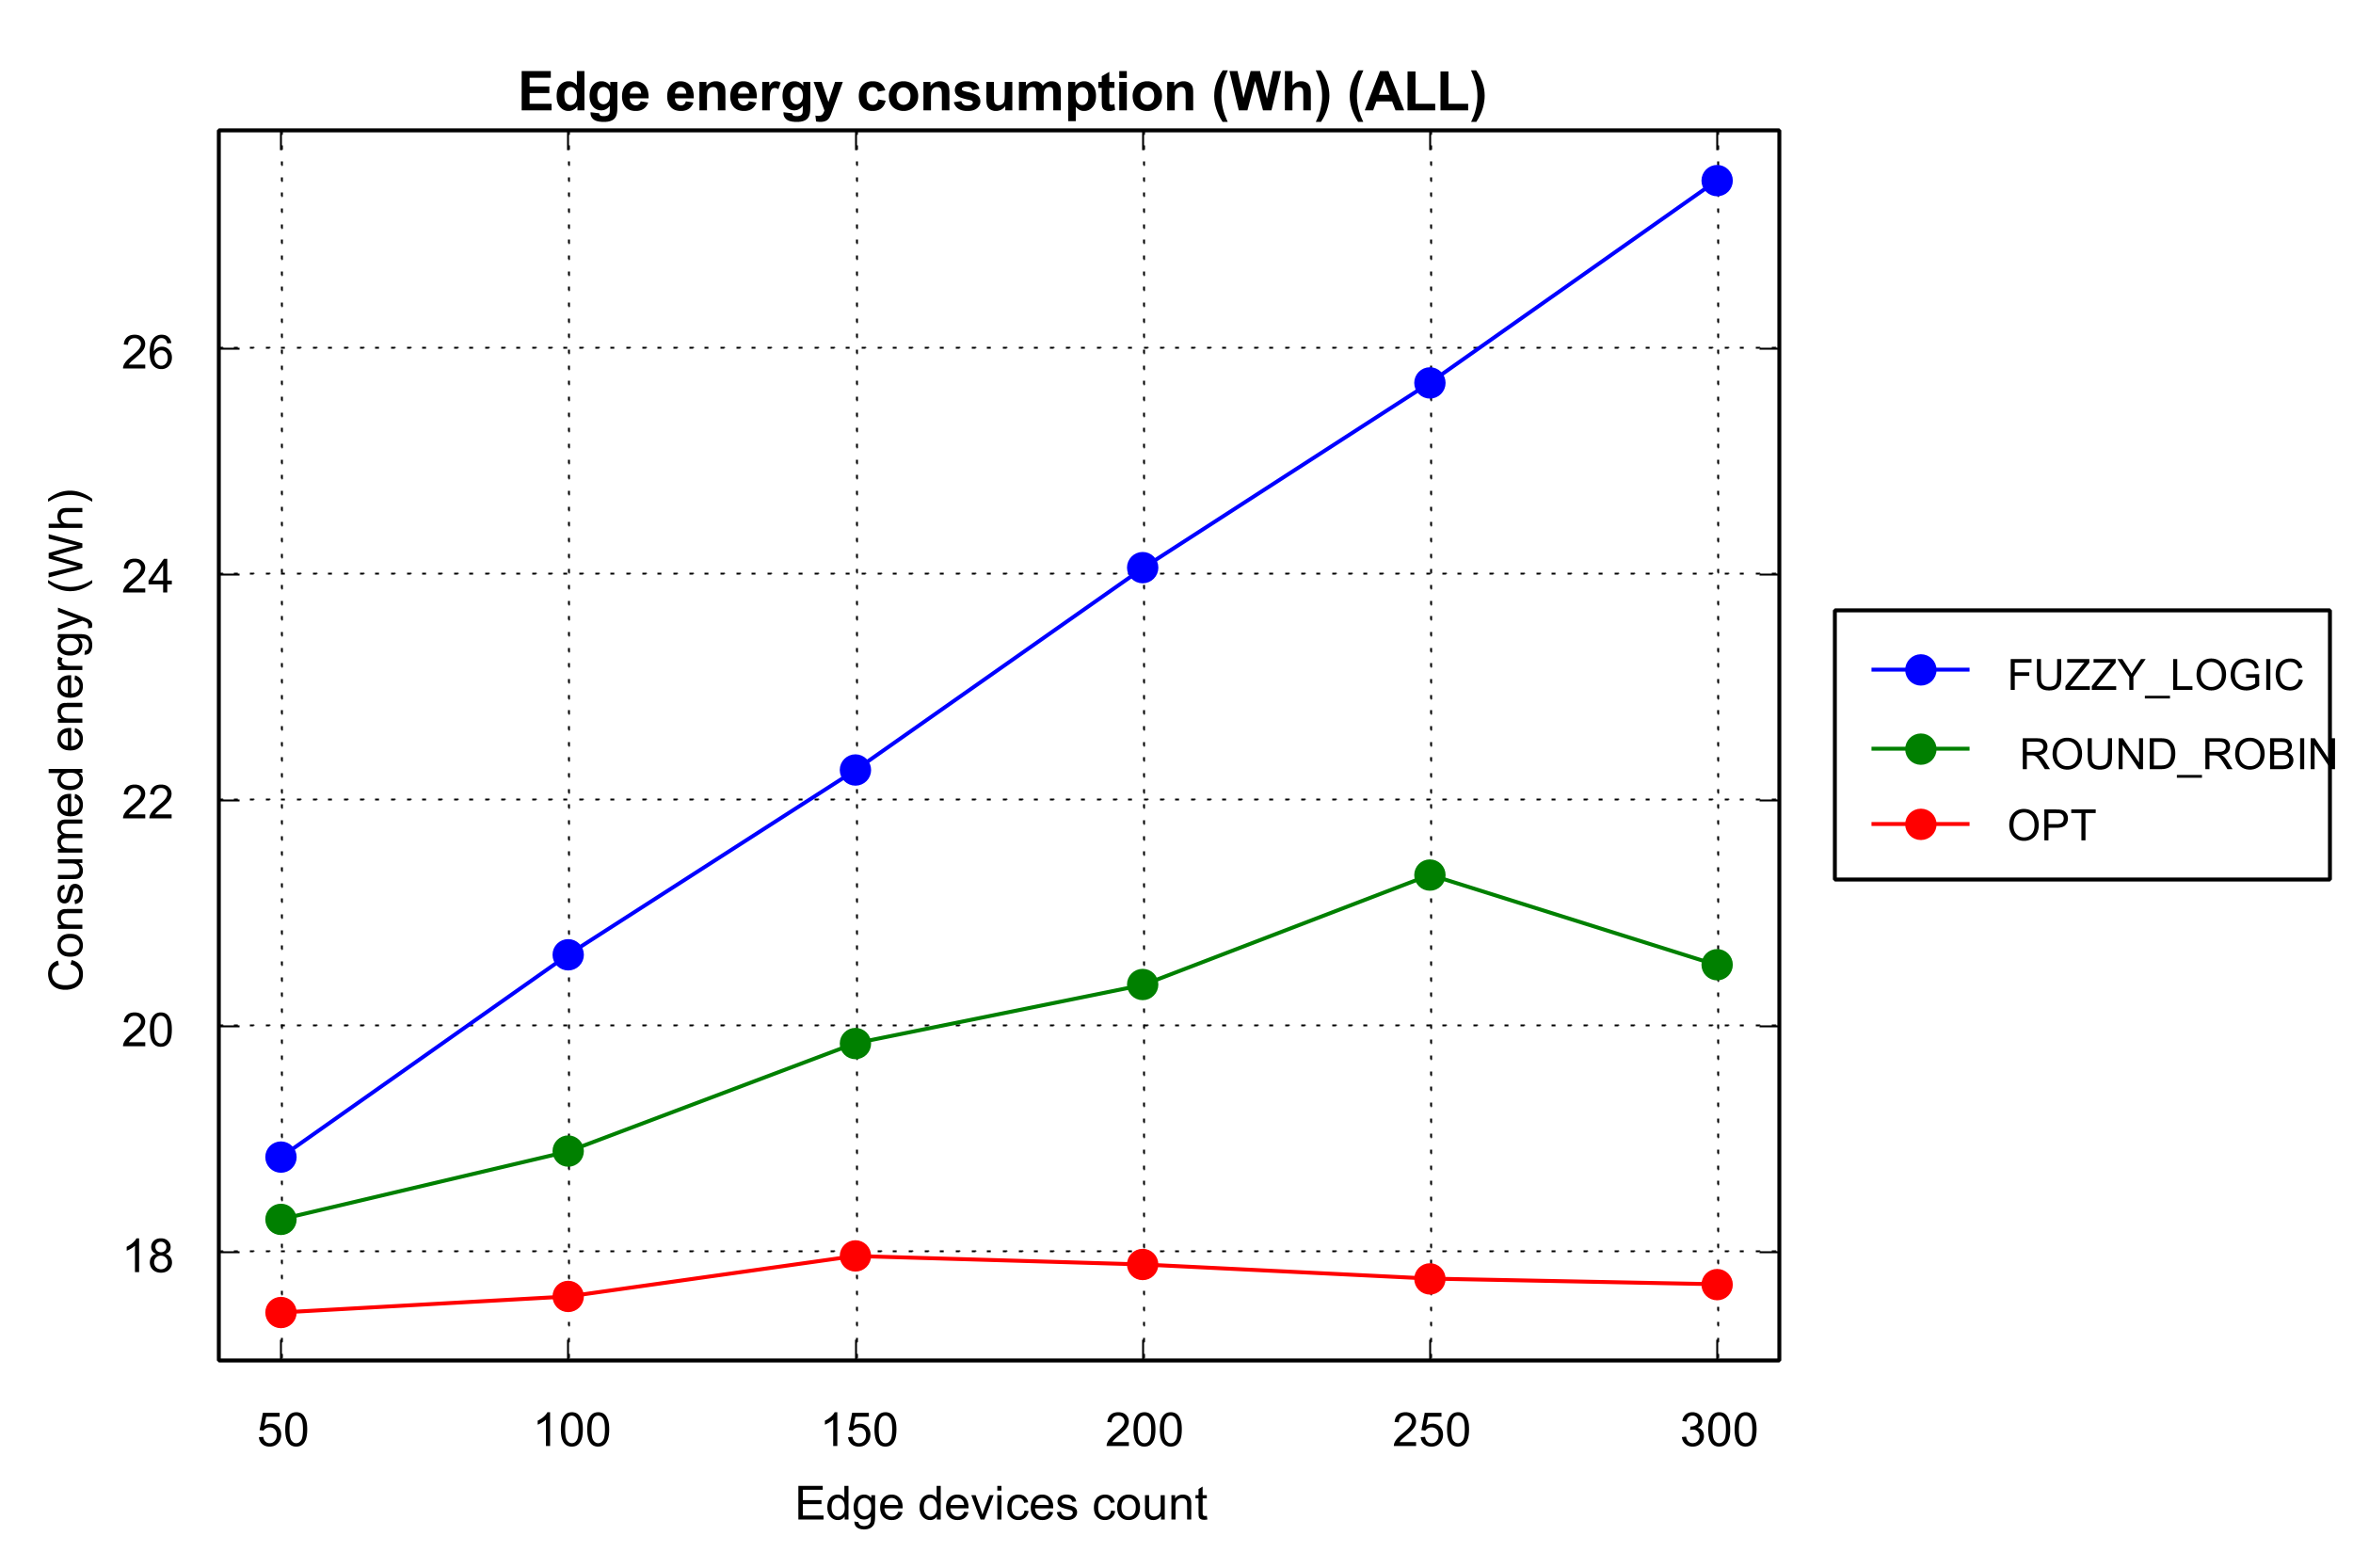 Edge energy consumption (Wh) (ALL)
Consumed energy (Wh)
26
24
22
20
18
50 100 150 200 250 300
Edge devices count
FUZZY_LOGIC
ROUND_ROBIN
OPT